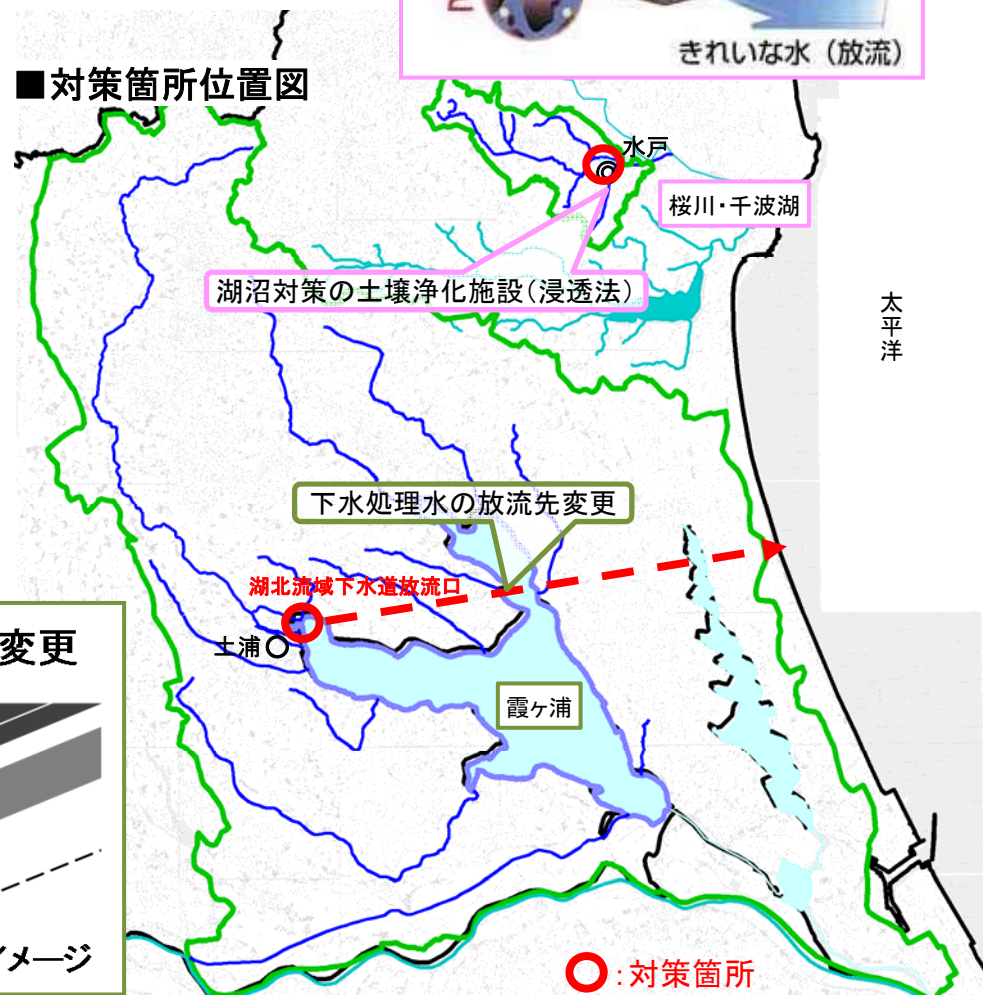 きれいな水（放流）
■対策箇所位置図
水戸
桜川・千波湖
湖沼対策の土壌浄化施設（浸透法）
太平洋
下水処理水の放流先変更
湖北流域下水道放流口
土浦
変更
霞ヶ浦
イメージ
：対策箇所